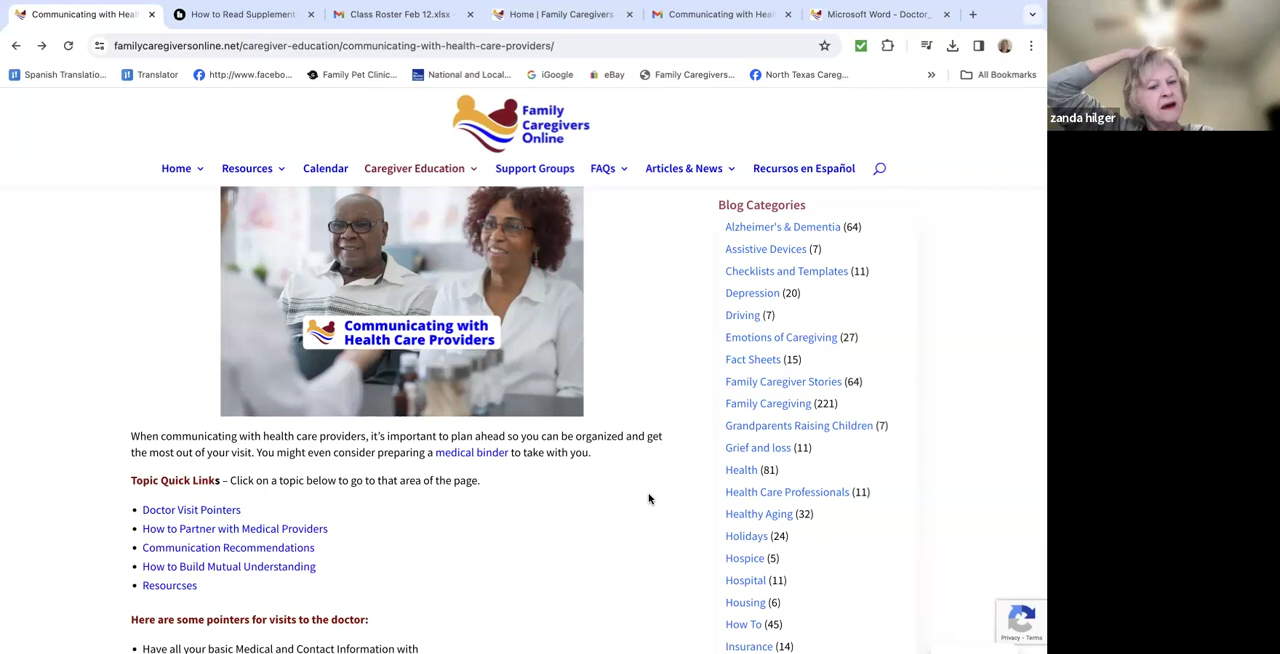 Communicating with Heal
How to Read Supplement
Class Roster Feb 12.xlsx -
Home | Family Caregivers
Communicating with Heal
Microsoft Word - Doctor_
familycaregiversonline.net/caregiver-education/communicating-with-health-care-providers/
Spanish Translatio...
Translator
http://www.facebo...
Family Pet Clinic...
National and Local...
iGoogle
eBay
Family Caregivers...
North Texas Careg...
»
All Bookmarks
zanda hilger
Family
Caregivers
Online
Home
Resources
Calendar
Caregiver Education
Support Groups
FAQs
Articles & News
Recursos en Español
Communicating with
Health Care Providers
When communicating with health care providers, it's important to plan ahead so you can be organized and get
the most out of your visit. You might even consider preparing a medical binder to take with you.
Topic Quick Links – Click on a topic below to go to that area of the page.
• Doctor Visit Pointers
• How to Partner with Medical Providers
• Communication Recommendations
• How to Build Mutual Understanding
• Resourcses
Here are some pointers for visits to the doctor:
• Have all your basic Medical and Contact Information with
Blog Categories
Alzheimer's & Dementia (64)
Assistive Devices (7)
Checklists and Templates (11)
Depression (20)
Driving (7)
Emotions of Caregiving (27)
Fact Sheets (15)
Family Caregiver Stories (64)
Family Caregiving (221)
Grandparents Raising Children (7)
Grief and loss (11)
Health (81)
Health Care Professionals (11)
Healthy Aging (32)
Holidays (24)
Hospice (5)
Hospital (11)
Housing (6)
How To (45)
Insurance (14)
Privacy - Terms